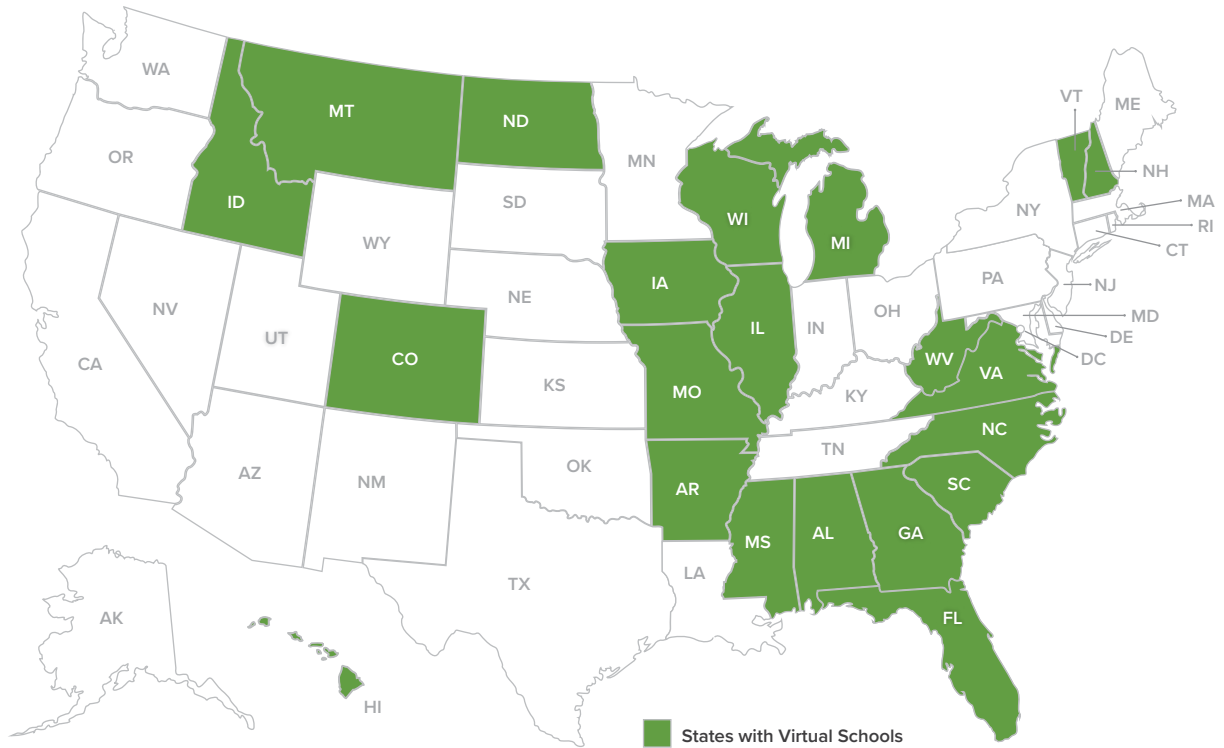 WA
MT
ND
MN
VT
ME
OR
ID
SD
WI
MI
NY
NH
MA
RI
CT
WY
IA
NE
PA
NJ
NV
UT
CO
IL
IN
OH
MD
DE
DC
CA
KS
MO
KY
WV
VA
AZ
NM
OK
AR
TN
NC
SC
MS
AL
GA
TX
LA
FL
AK
HI
States with Virtual Schools